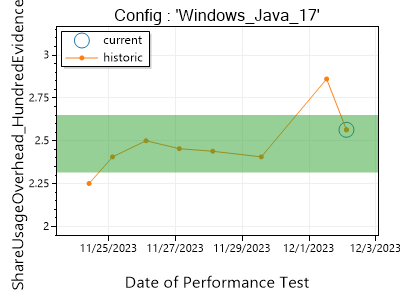 Config : 'Windows_Java_17'
current
historic
ShareUsageOverhead_HundredEvidence
3
2.75
2.5
2.25
2
11/25/2023
11/27/2023
11/29/2023
12/1/2023
12/3/2023
Date of Performance Test